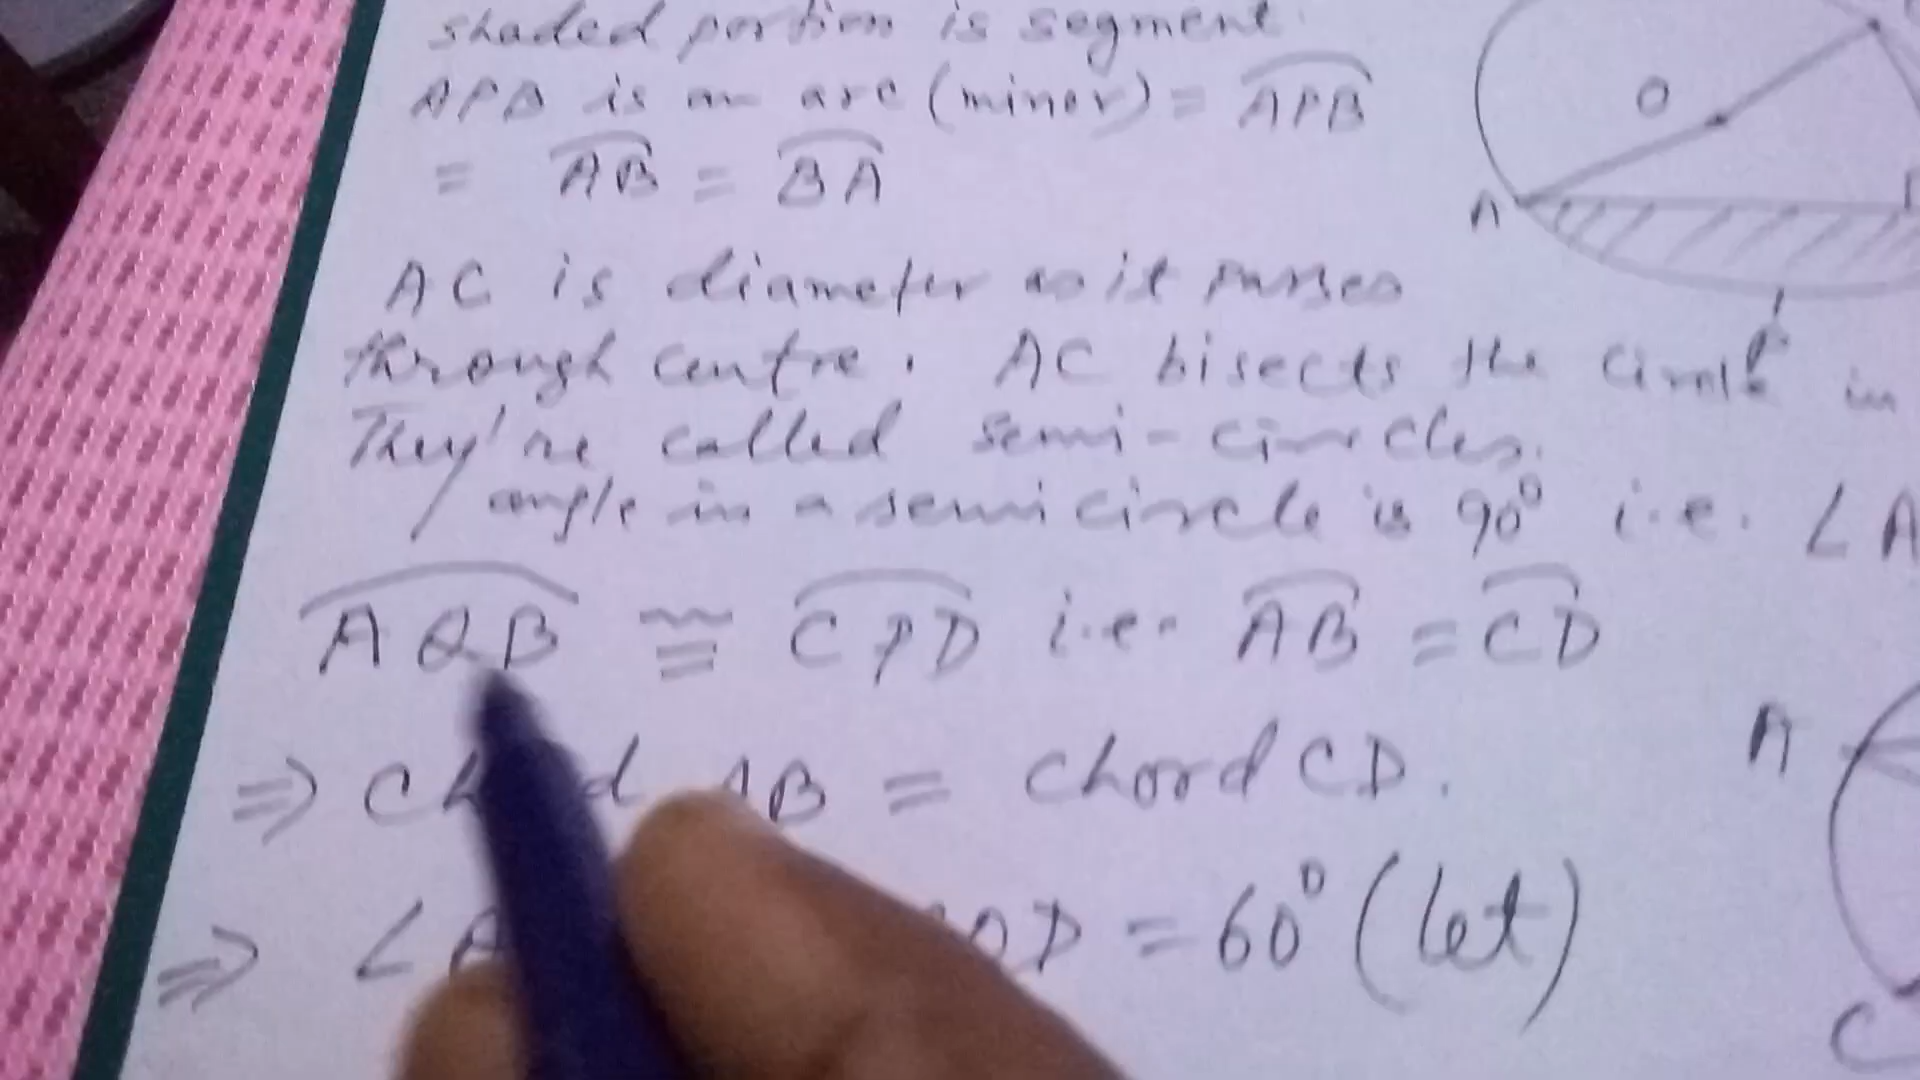 shaded portion is segment.
APB is an arc (minor) = APB
= AB = BA
AC is diameter as it passes
through centre. AC bisects the circle in
They're called semi-circles.
angle in a semicircle is 90° i.e. ∠A
AQB ≅ CPD i.e. AB = CD
⇒ Chord AB = Chord CD.
⇒ ∠A OD = 60° (let)
O
A
P
A
C